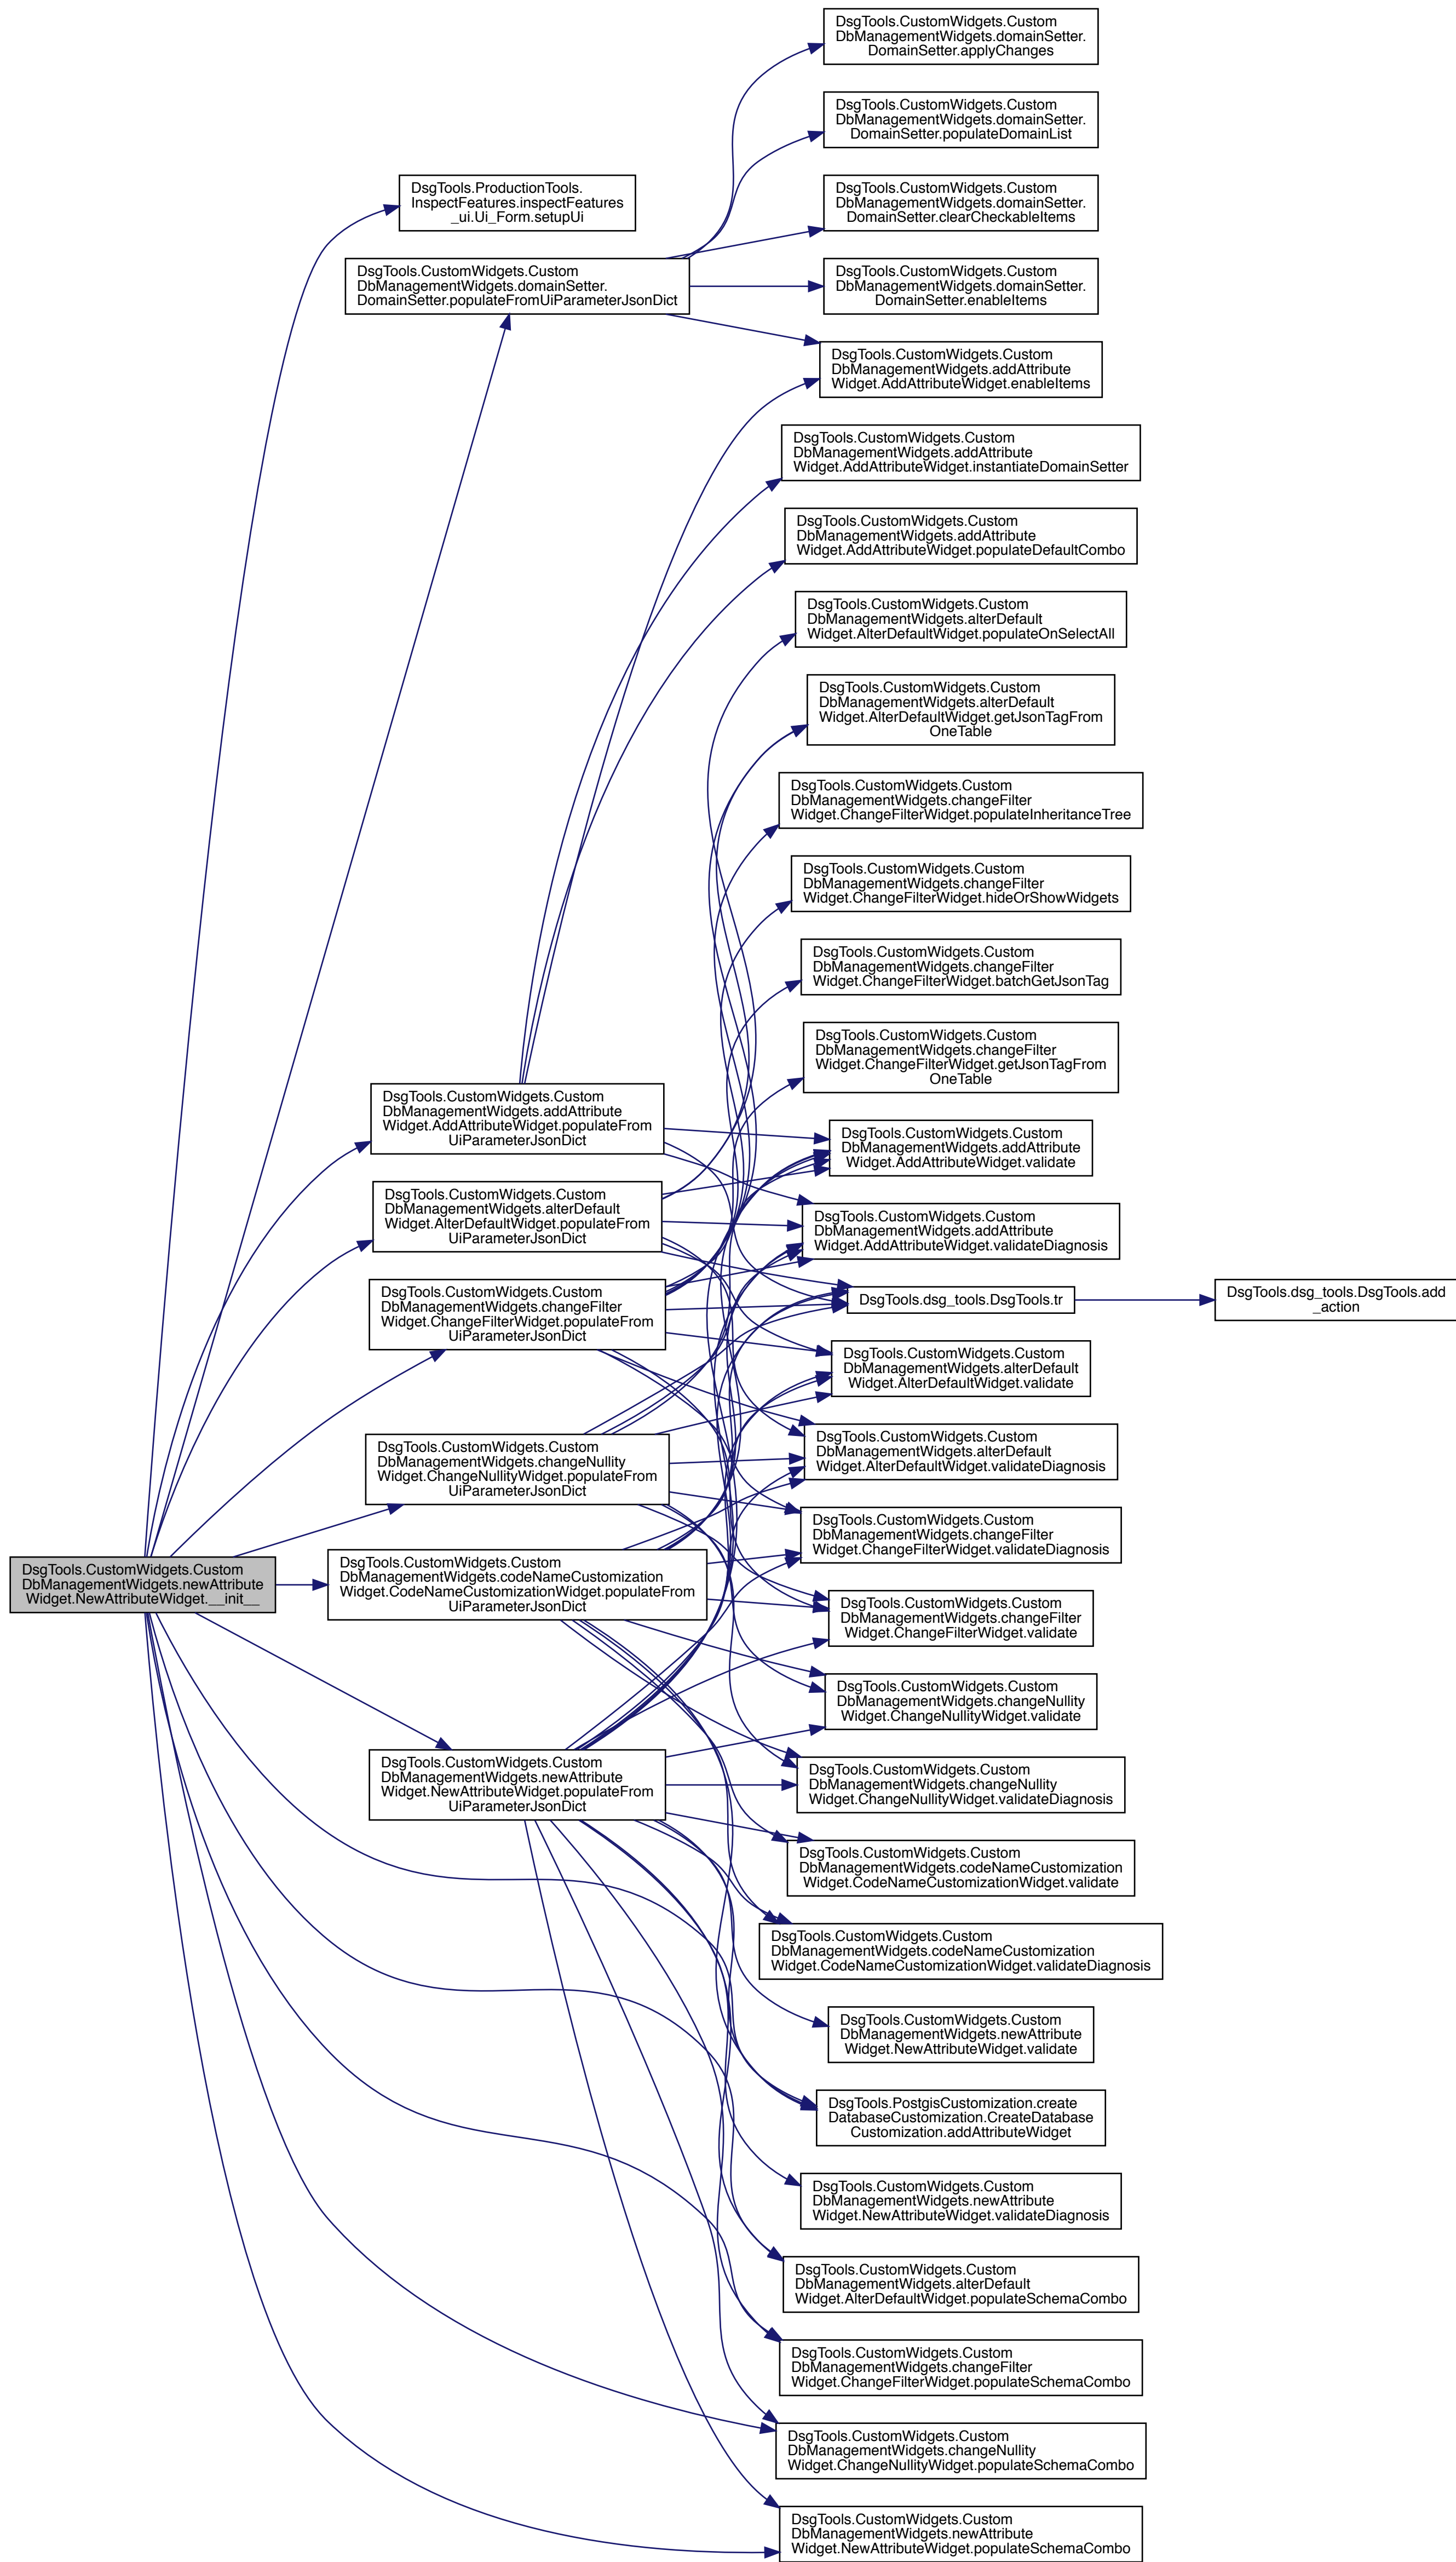 DsgTools.CustomWidgets.Custom
DbManagementWidgets.newAttribute
Widget.NewAttributeWidget.__init__
DsgTools.ProductionTools.
InspectFeatures.inspectFeatures
_ui.Ui_Form.setupUi
DsgTools.CustomWidgets.Custom
DbManagementWidgets.domainSetter.
DomainSetter.populateFromUiParameterJsonDict
DsgTools.CustomWidgets.Custom
DbManagementWidgets.addAttribute
Widget.AddAttributeWidget.populateFrom
UiParameterJsonDict
DsgTools.CustomWidgets.Custom
DbManagementWidgets.alterDefault
Widget.AlterDefaultWidget.populateFrom
UiParameterJsonDict
DsgTools.CustomWidgets.Custom
DbManagementWidgets.changeFilter
Widget.ChangeFilterWidget.populateFrom
UiParameterJsonDict
DsgTools.CustomWidgets.Custom
DbManagementWidgets.changeNullity
Widget.ChangeNullityWidget.populateFrom
UiParameterJsonDict
DsgTools.CustomWidgets.Custom
DbManagementWidgets.codeNameCustomization
Widget.CodeNameCustomizationWidget.populateFrom
UiParameterJsonDict
DsgTools.CustomWidgets.Custom
DbManagementWidgets.newAttribute
Widget.NewAttributeWidget.populateFrom
UiParameterJsonDict
DsgTools.CustomWidgets.Custom
DbManagementWidgets.domainSetter.
DomainSetter.applyChanges
DsgTools.CustomWidgets.Custom
DbManagementWidgets.domainSetter.
DomainSetter.populateDomainList
DsgTools.CustomWidgets.Custom
DbManagementWidgets.domainSetter.
DomainSetter.clearCheckableItems
DsgTools.CustomWidgets.Custom
DbManagementWidgets.domainSetter.
DomainSetter.enableItems
DsgTools.CustomWidgets.Custom
DbManagementWidgets.addAttribute
Widget.AddAttributeWidget.enableItems
DsgTools.CustomWidgets.Custom
DbManagementWidgets.addAttribute
Widget.AddAttributeWidget.instantiateDomainSetter
DsgTools.CustomWidgets.Custom
DbManagementWidgets.addAttribute
Widget.AddAttributeWidget.populateDefaultCombo
DsgTools.CustomWidgets.Custom
DbManagementWidgets.alterDefault
Widget.AlterDefaultWidget.populateOnSelectAll
DsgTools.CustomWidgets.Custom
DbManagementWidgets.alterDefault
Widget.AlterDefaultWidget.getJsonTagFrom
OneTable
DsgTools.CustomWidgets.Custom
DbManagementWidgets.changeFilter
Widget.ChangeFilterWidget.populateInheritanceTree
DsgTools.CustomWidgets.Custom
DbManagementWidgets.changeFilter
Widget.ChangeFilterWidget.hideOrShowWidgets
DsgTools.CustomWidgets.Custom
DbManagementWidgets.changeFilter
Widget.ChangeFilterWidget.batchGetJsonTag
DsgTools.CustomWidgets.Custom
DbManagementWidgets.changeFilter
Widget.ChangeFilterWidget.getJsonTagFrom
OneTable
DsgTools.CustomWidgets.Custom
DbManagementWidgets.addAttribute
Widget.AddAttributeWidget.validate
DsgTools.CustomWidgets.Custom
DbManagementWidgets.addAttribute
Widget.AddAttributeWidget.validateDiagnosis
DsgTools.dsg_tools.DsgTools.tr
DsgTools.dsg_tools.DsgTools.add
_action
DsgTools.CustomWidgets.Custom
DbManagementWidgets.alterDefault
Widget.AlterDefaultWidget.validate
DsgTools.CustomWidgets.Custom
DbManagementWidgets.alterDefault
Widget.AlterDefaultWidget.validateDiagnosis
DsgTools.CustomWidgets.Custom
DbManagementWidgets.changeFilter
Widget.ChangeFilterWidget.validateDiagnosis
DsgTools.CustomWidgets.Custom
DbManagementWidgets.changeFilter
Widget.ChangeFilterWidget.validate
DsgTools.CustomWidgets.Custom
DbManagementWidgets.changeNullity
Widget.ChangeNullityWidget.validate
DsgTools.CustomWidgets.Custom
DbManagementWidgets.changeNullity
Widget.ChangeNullityWidget.validateDiagnosis
DsgTools.CustomWidgets.Custom
DbManagementWidgets.codeNameCustomization
Widget.CodeNameCustomizationWidget.validate
DsgTools.CustomWidgets.Custom
DbManagementWidgets.codeNameCustomization
Widget.CodeNameCustomizationWidget.validateDiagnosis
DsgTools.CustomWidgets.Custom
DbManagementWidgets.newAttribute
Widget.NewAttributeWidget.validate
DsgTools.PostgisCustomization.create
DatabaseCustomization.CreateDatabase
Customization.addAttributeWidget
DsgTools.CustomWidgets.Custom
DbManagementWidgets.newAttribute
Widget.NewAttributeWidget.validateDiagnosis
DsgTools.CustomWidgets.Custom
DbManagementWidgets.alterDefault
Widget.AlterDefaultWidget.populateSchemaCombo
DsgTools.CustomWidgets.Custom
DbManagementWidgets.changeFilter
Widget.ChangeFilterWidget.populateSchemaCombo
DsgTools.CustomWidgets.Custom
DbManagementWidgets.changeNullity
Widget.ChangeNullityWidget.populateSchemaCombo
DsgTools.CustomWidgets.Custom
DbManagementWidgets.newAttribute
Widget.NewAttributeWidget.populateSchemaCombo